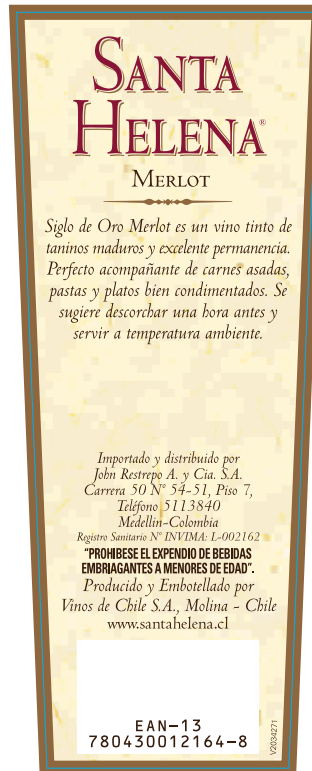 SANTA
HELENA®
MERLOT
Siglo de Oro Merlot es un vino tinto de
taninos maduros y excelente permanencia.
Perfecto acompañante de carnes asadas,
pastas y platos bien condimentados. Se
sugiere descorchar una hora antes y
servir a temperatura ambiente.
Importado y distribuido por
John Restrepo A. y Cia. S.A.
Carrera 50 Nº 54-51, Piso 7,
Teléfono 5113840
Medellin-Colombia
Registro Sanitario Nº INVIMA: L-002162
"PROHIBESE EL EXPENDIO DE BEBIDAS
EMBRIAGANTES A MENORES DE EDAD".
Producido y Embotellado por
Vinos de Chile S.A., Molina - Chile
www.santahelena.cl
EAN-13
780430012164-8
V2034271